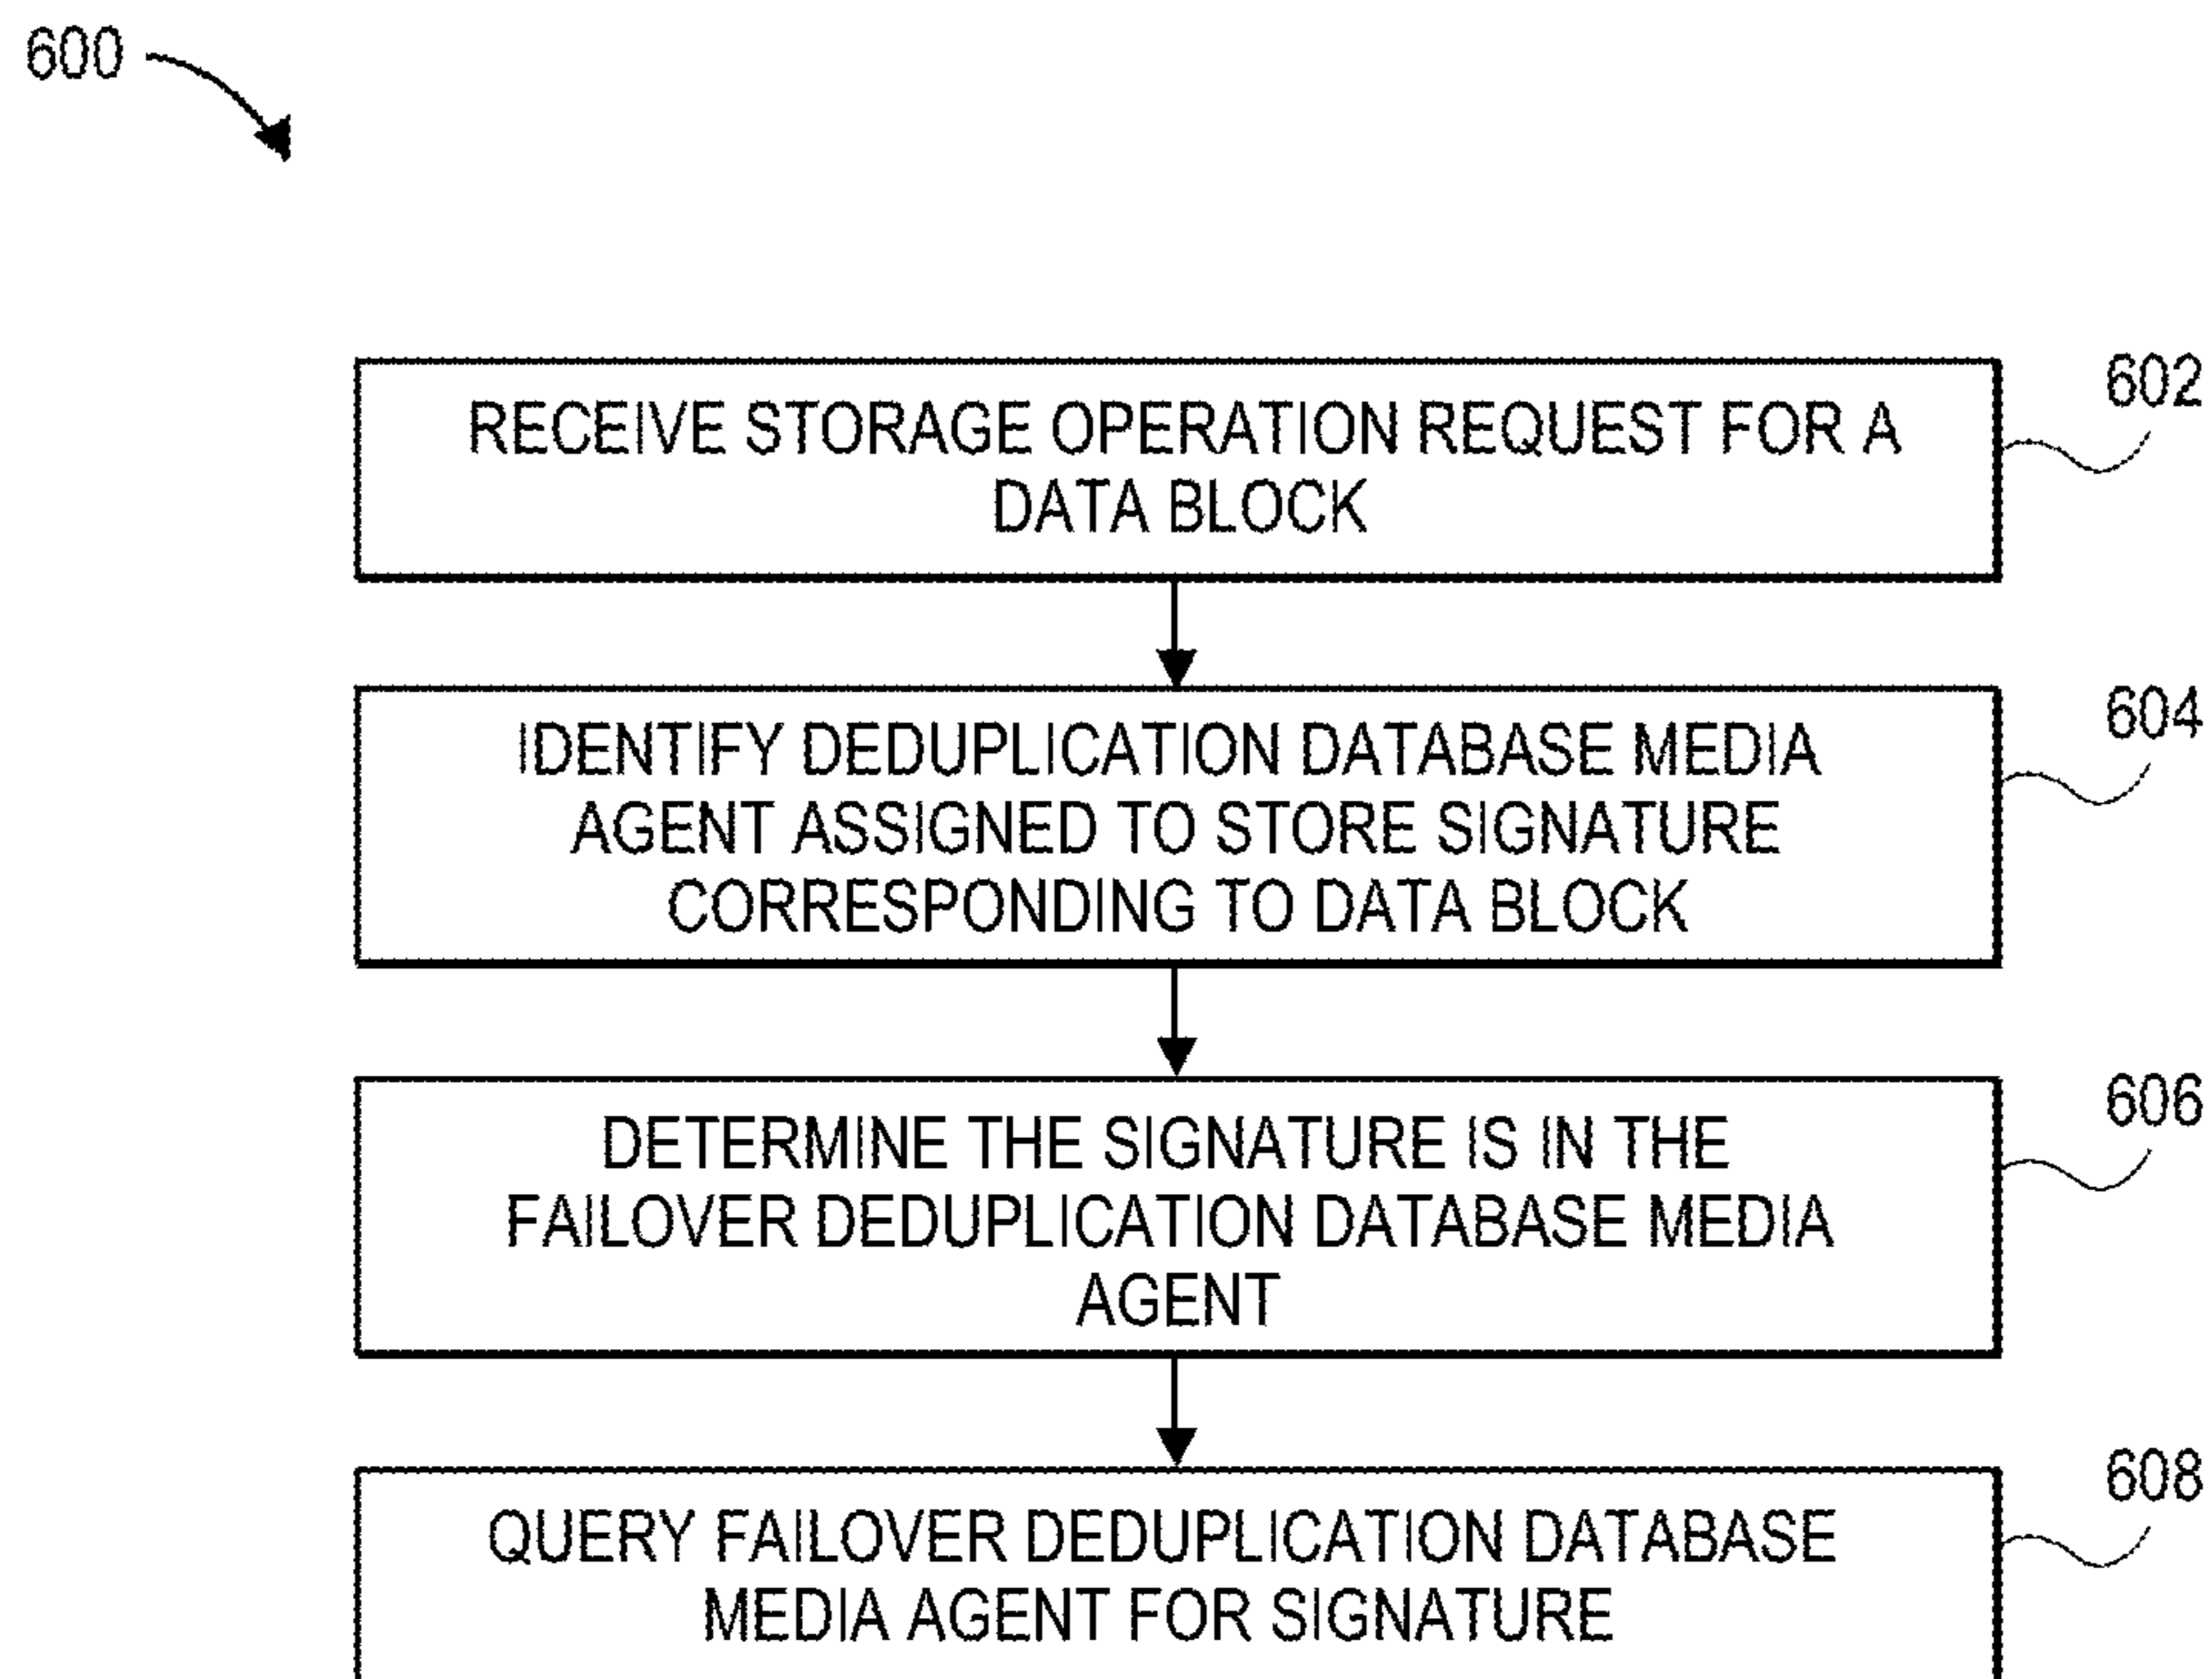 600
602
RECEIVE STORAGE OPERATION REQUEST FOR A
DATA BLOCK
604
IDENTIFY DEDUPLICATION DATABASE MEDIA
AGENT ASSIGNED TO STORE SIGNATURE
CORRESPONDING TO DATA BLOCK
606
DETERMINE THE SIGNATURE IS IN THE
FAILOVER DEDUPLICATION DATABASE MEDIA
AGENT
608
QUERY FAILOVER DEDUPLICATION DATABASE
MEDIA AGENT FOR SIGNATURE